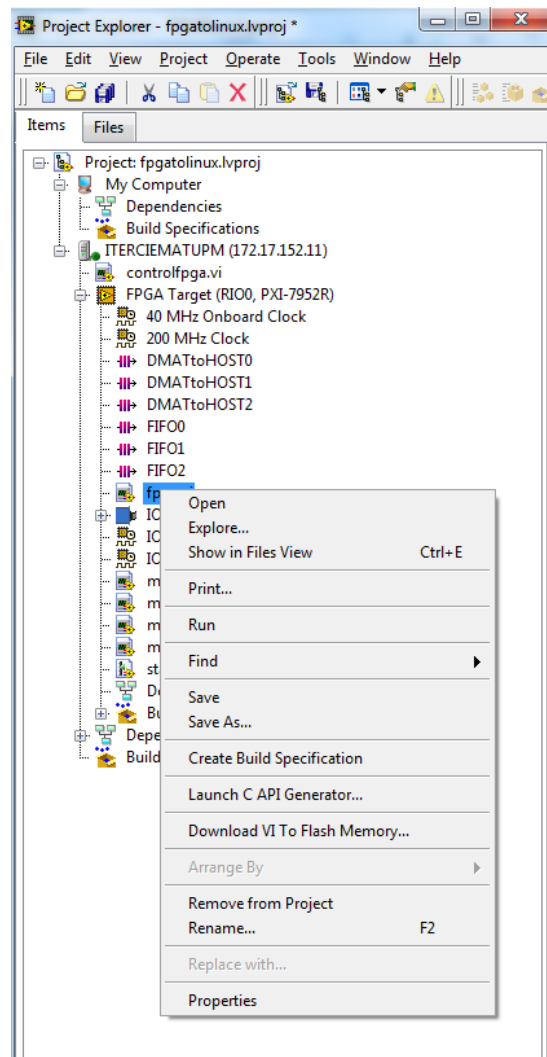 Project Explorer - fpgatolinux.lvproj *
File Edit View Project Operate Tools Window Help
Items Files
Project: fpgatolinux.lvproj
My Computer
Dependencies
Build Specifications
ITERCIEMATUPM (172.17.152.11)
controlfpga.vi
FPGA Target (RIO0, PXI-7952R)
40 MHz Onboard Clock
200 MHz Clock
DMATtoHOST0
DMATtoHOST1
DMATtoHOST2
FIFO0
FIFO1
FIFO2
Open
Explore...
Show in Files View Ctrl+E
Print...
Run
Find
Save
Save As...
Create Build Specification
Launch C API Generator...
Download VI To Flash Memory...
Arrange By
Remove from Project
Rename... F2
Replace with...
Properties